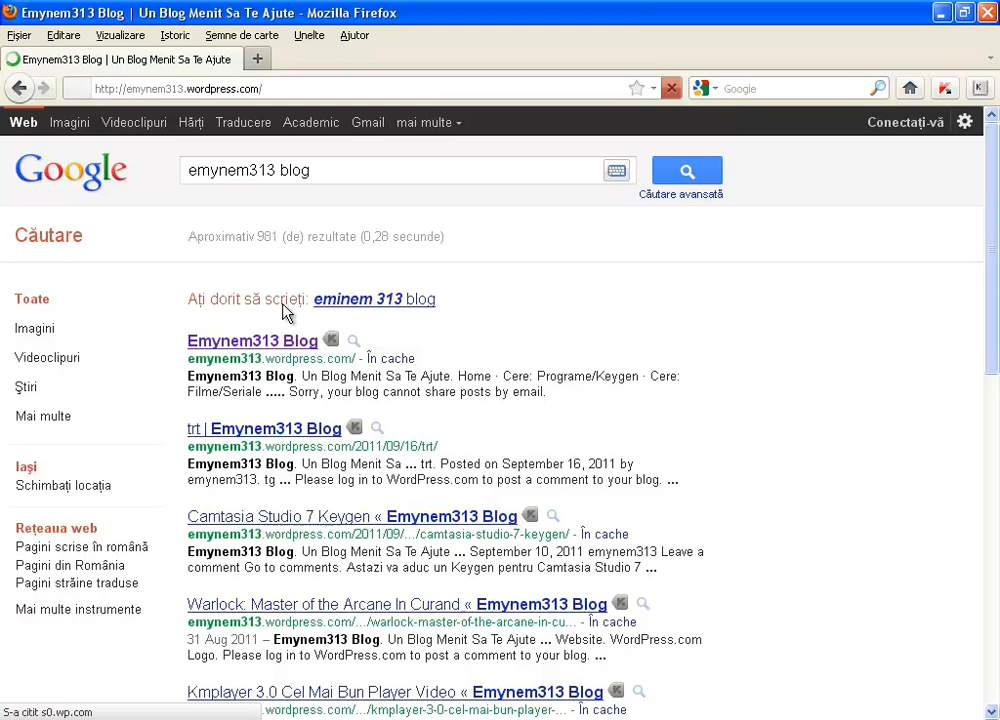 Emynem313 Blog | Un Blog Menit Sa Te Ajute - Mozilla Firefox
Fișier Editare Vizualizare Istoric Semne de carte Unelte Ajutor
Emynem313 Blog | Un Blog Menit Sa Te Ajute
http://emynem313.wordpress.com/ Google
Web Imagini Videoclipuri Hărți Traducere Academic Gmail mai multe Conectați-vă
Google emynem313 blog
Căutare avansată
Căutare Aproximativ 981 (de) rezultate (0,28 secunde)
Toate
Imagini
Videoclipuri
Știri
Mai multe
Iași
Schimbați locația
Rețeaua web
Pagini scrise în română
Pagini din România
Pagini străine traduse
Mai multe instrumente
Ați dorit să scrieți: eminem 313 blog
Emynem313 Blog
emynem313.wordpress.com/ - În cache
Emynem313 Blog. Un Blog Menit Sa Te Ajute. Home · Cere: Programe/Keygen · Cere:
Filme/Seriale ..... Sorry, your blog cannot share posts by email.
trt | Emynem313 Blog
emynem313.wordpress.com/2011/09/16/trt/
Emynem313 Blog. Un Blog Menit Sa ... trt. Posted on September 16, 2011 by
emynem313. tg ... Please log in to WordPress.com to post a comment to your blog. ...
Camtasia Studio 7 Keygen « Emynem313 Blog
emynem313.wordpress.com/2011/09/.../camtasia-studio-7-keygen/ - În cache
Emynem313 Blog. Un Blog Menit Sa Te Ajute ... September 10, 2011 emynem313 Leave a
comment Go to comments. Astazi va aduc un Keygen pentru Camtasia Studio 7 ...
Warlock: Master of the Arcane In Curand « Emynem313 Blog
emynem313.wordpress.com/.../warlock-master-of-the-arcane-in-cu... - În cache
31 Aug 2011 – Emynem313 Blog. Un Blog Menit Sa Te Ajute ... Website. WordPress.com
Logo. Please log in to WordPress.com to post a comment to your blog. ...
Kmplayer 3.0 Cel Mai Bun Player Video « Emynem313 Blog
.wordpress.com/.../kmplayer-3-0-cel-mai-bun-player-... - În cache
S-a citit s0.wp.com